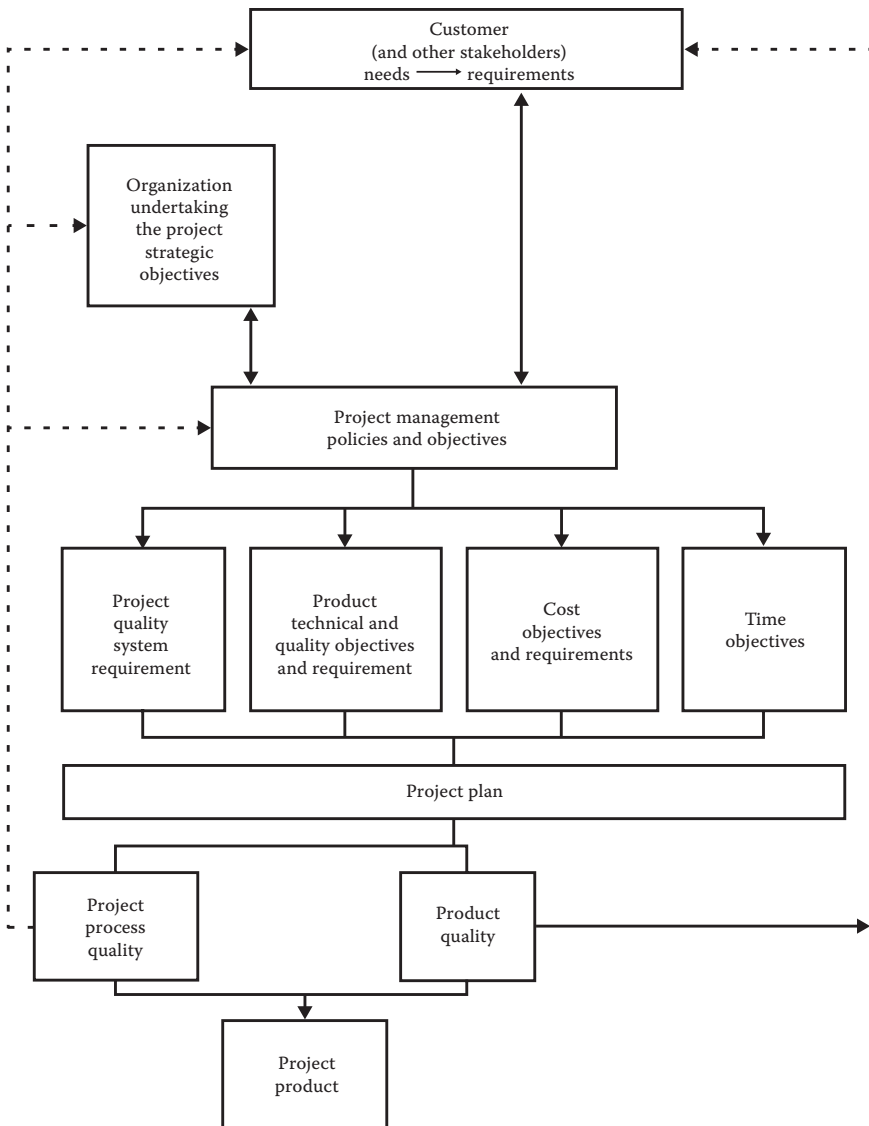 Customer
(and other stakeholders)
needs → requirements
Organization
undertaking
the project
strategic
objectives
Project management
policies and objectives
Project
quality
system
requirement
Product
technical and
quality objectives
and requirement
Cost
objectives
and requirements
Time
objectives
Project plan
Project
process
quality
Product
quality
Project
product